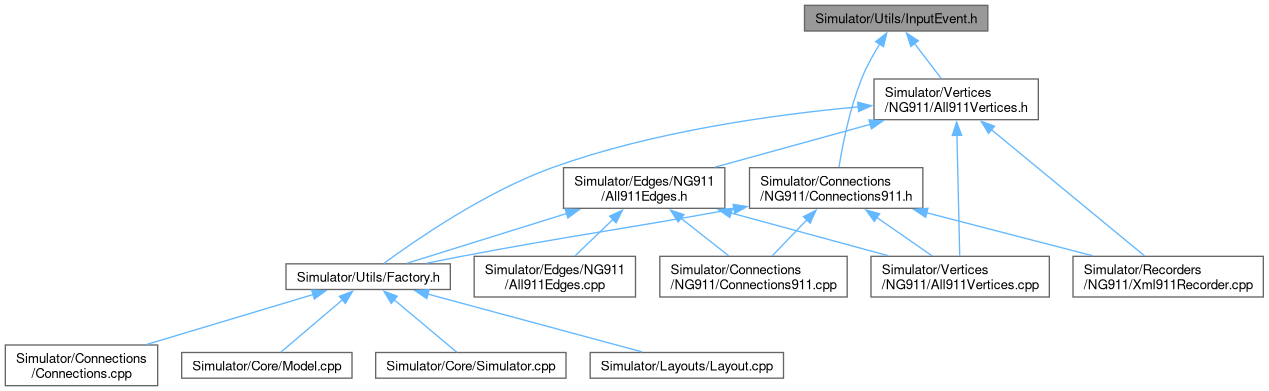 Simulator/Utils/InputEvent.h
Simulator/Vertices
/NG911/All911Vertices.h
Simulator/Edges/NG911
/All911Edges.h
Simulator/Connections
/NG911/Connections911.h
Simulator/Utils/Factory.h
Simulator/Edges/NG911
/All911Edges.cpp
Simulator/Connections
/NG911/Connections911.cpp
Simulator/Vertices
/NG911/All911Vertices.cpp
Simulator/Recorders
/NG911/Xml911Recorder.cpp
Simulator/Connections
/Connections.cpp
Simulator/Core/Model.cpp
Simulator/Core/Simulator.cpp
Simulator/Layouts/Layout.cpp